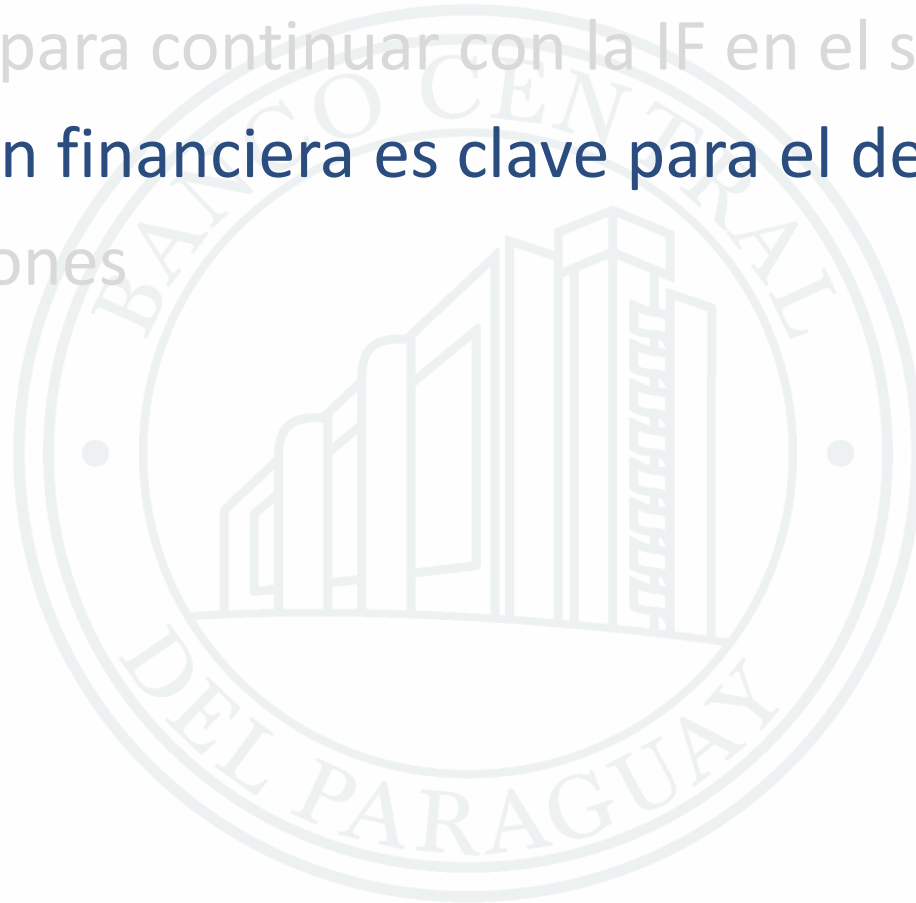 para continuar con la IF en el s
n financiera es clave para el de
ones
BANCO CENTRAL
DEL PARAGUAY